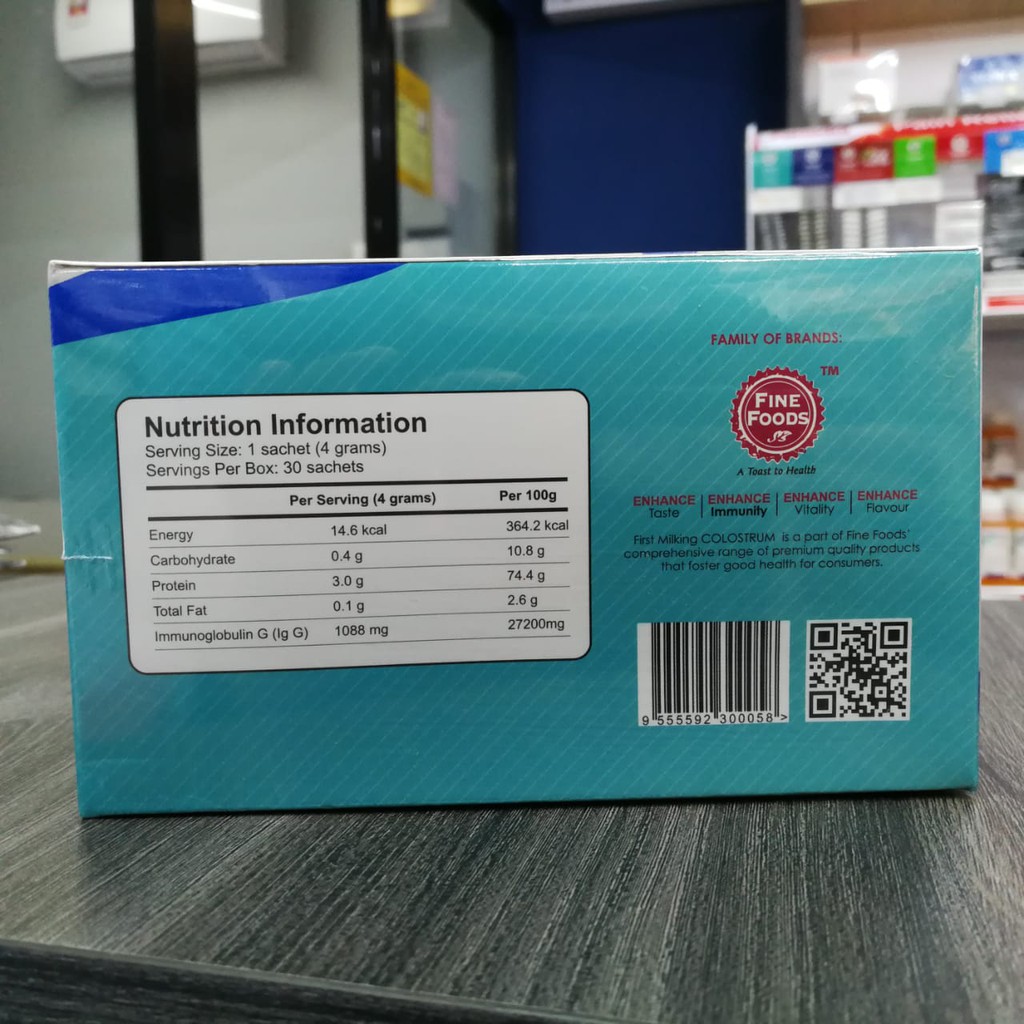 Nutrition Information
Serving Size: 1 sachet (4 grams)
Servings Per Box: 30 sachets
Per Serving (4 grams) Per 100g
Energy 14.6 kcal 364.2 kcal
Carbohydrate 0.4 g 10.8 g
Protein 3.0 g 74.4 g
Total Fat 0.1 g 2.6 g
Immunoglobulin G (Ig G) 1088 mg 27200mg
FAMILY OF BRANDS:
TM
FINE
FOODS
A Toast to Health
ENHANCE Taste | ENHANCE Immunity | ENHANCE Vitality | ENHANCE Flavour
First Milking COLOSTRUM is a part of Fine Foods'
comprehensive range of premium quality products
that foster good health for consumers.
9 555592 300058 >